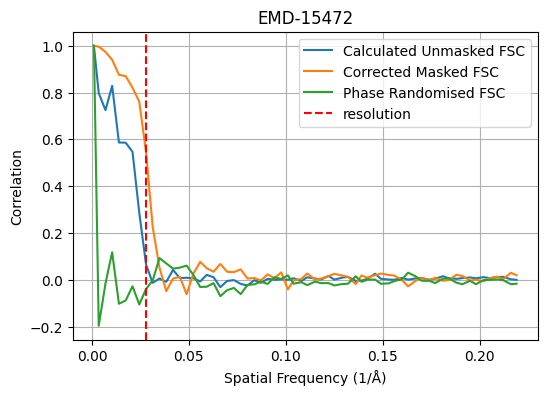 EMD-15472
Calculated Unmasked FSC
Corrected Masked FSC
Phase Randomised FSC
resolution
Correlation
1.0
0.8
0.6
0.4
0.2
0.0
−0.2
0.00
0.05
0.10
0.15
0.20
Spatial Frequency (1/Å)